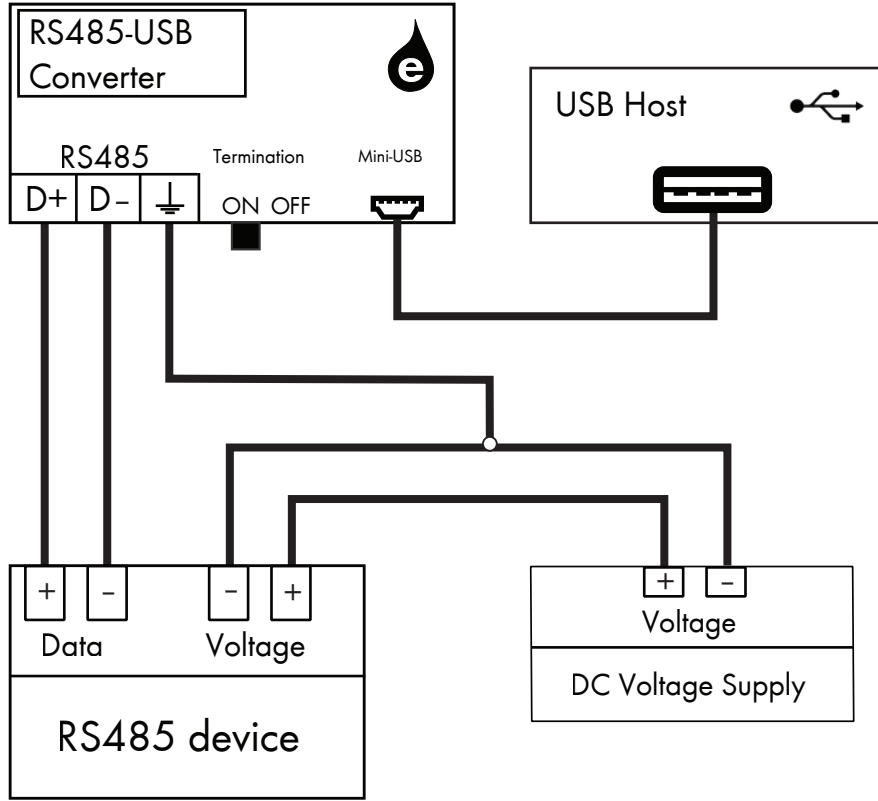 RS485-USB
Converter
e
USB Host
RS485
Termination
Mini-USB
D+ D-
ON OFF
+ - - +
Data Voltage
RS485 device
+ -
Voltage
DC Voltage Supply